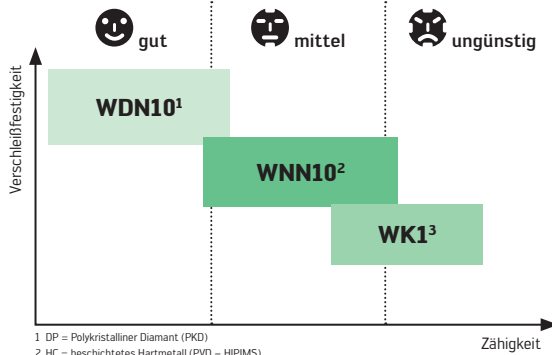 gut mittel ungünstig
Verschleißfestigkeit
WDN10¹
WNN10²
WK1³
Zähigkeit
1 DP = Polykristalliner Diamant (PKD)
2 HC = beschichtetes Hartmetall (PVD – HIPIMS)